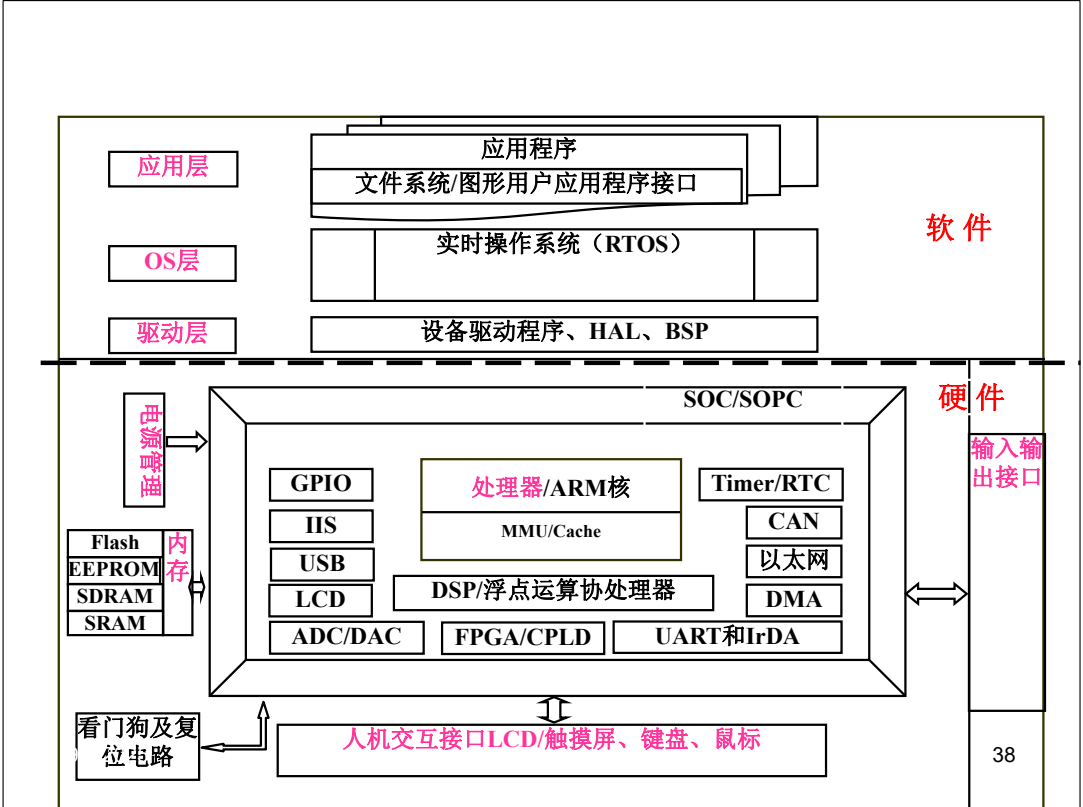 应用层
应用程序
文件系统/图形用户应用程序接口
软 件
OS层
实时操作系统（RTOS）
驱动层
设备驱动程序、HAL、BSP
硬 件
SOC/SOPC
电源管理
输入输
出接口
GPIO
处理器/ARM核
Timer/RTC
IIS
MMU/Cache
CAN
Flash
内存
USB
以太网
EEPROM
SDRAM
LCD
DSP/浮点运算协处理器
DMA
SRAM
ADC/DAC
FPGA/CPLD
UART和IrDA
看门狗及复
位电路
人机交互接口LCD/触摸屏、键盘、鼠标
38